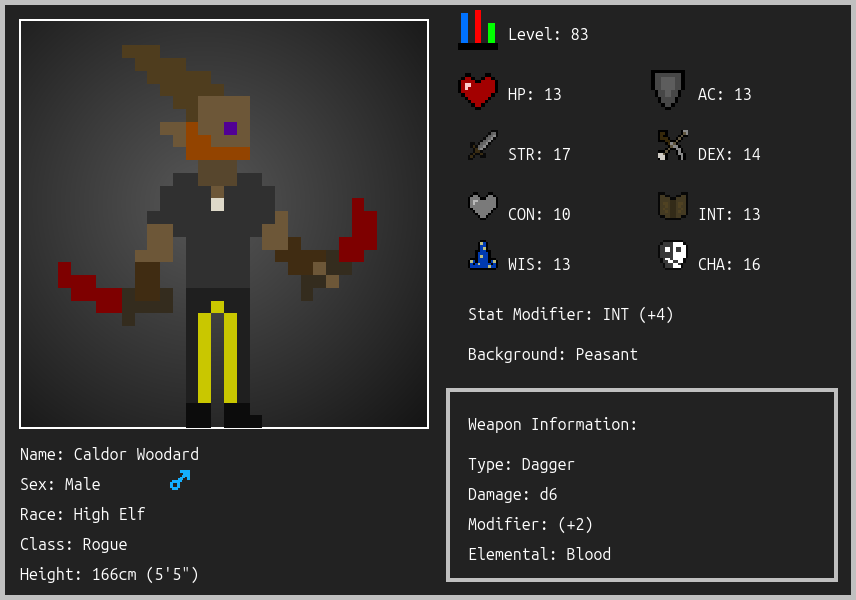 Level: 83
HP: 13
AC: 13
STR: 17
DEX: 14
CON: 10
INT: 13
WIS: 13
CHA: 16
Stat Modifier: INT (+4)
Background: Peasant
Weapon Information:
Type: Dagger
Damage: d6
Modifier: (+2)
Elemental: Blood
Name: Caldor Woodard
Sex: Male
Race: High Elf
Class: Rogue
Height: 166cm (5'5")